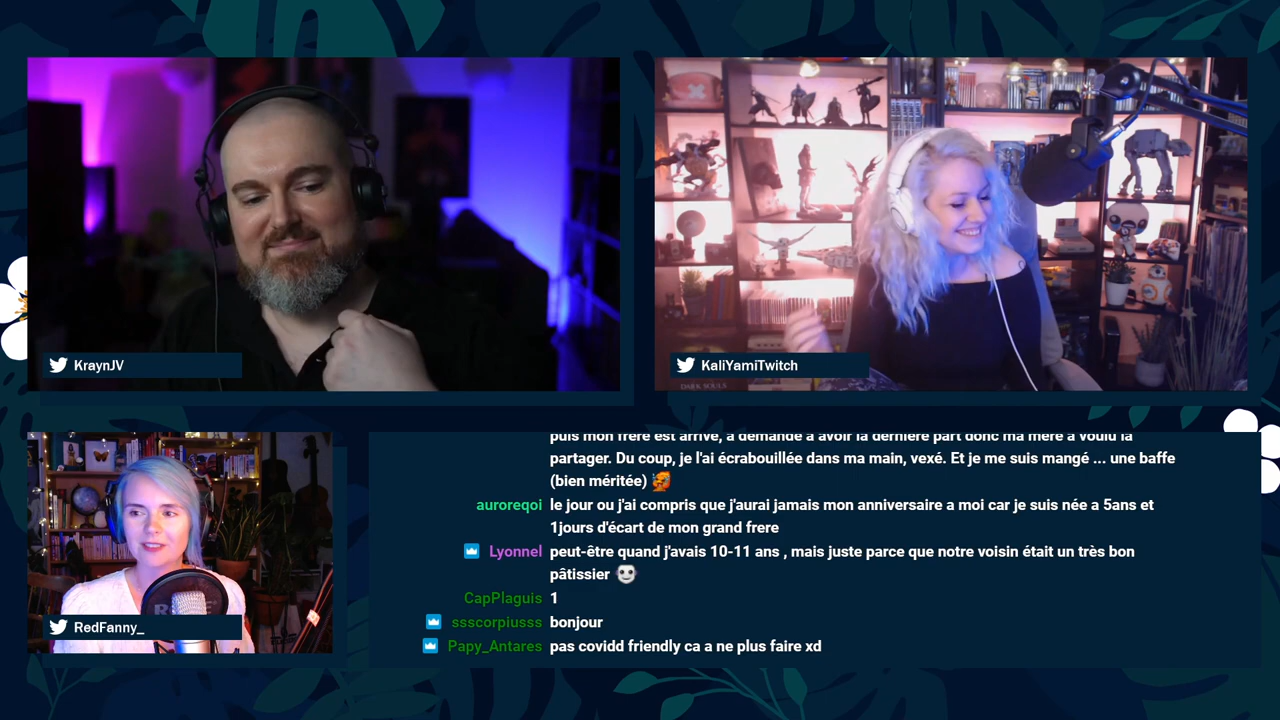 KraynJV
KaliYamiTwitch
DARK SOULS
RedFanny_
puis mon frère est arrivé, a demandé à avoir la dernière part donc ma mère a voulu la
partager. Du coup, je l'ai écrabouillée dans ma main, vexé. Et je me suis mangé ... une baffe
(bien méritée)
auroreqoi le jour ou j'ai compris que j'aurai jamais mon anniversaire a moi car je suis née a 5ans et
1jours d'écart de mon grand frere
Lyonnel peut-être quand j'avais 10-11 ans , mais juste parce que notre voisin était un très bon
pâtissier
CapPlaguis 1
ssscorpiusss bonjour
Papy_Antares pas covidd friendly ca a ne plus faire xd